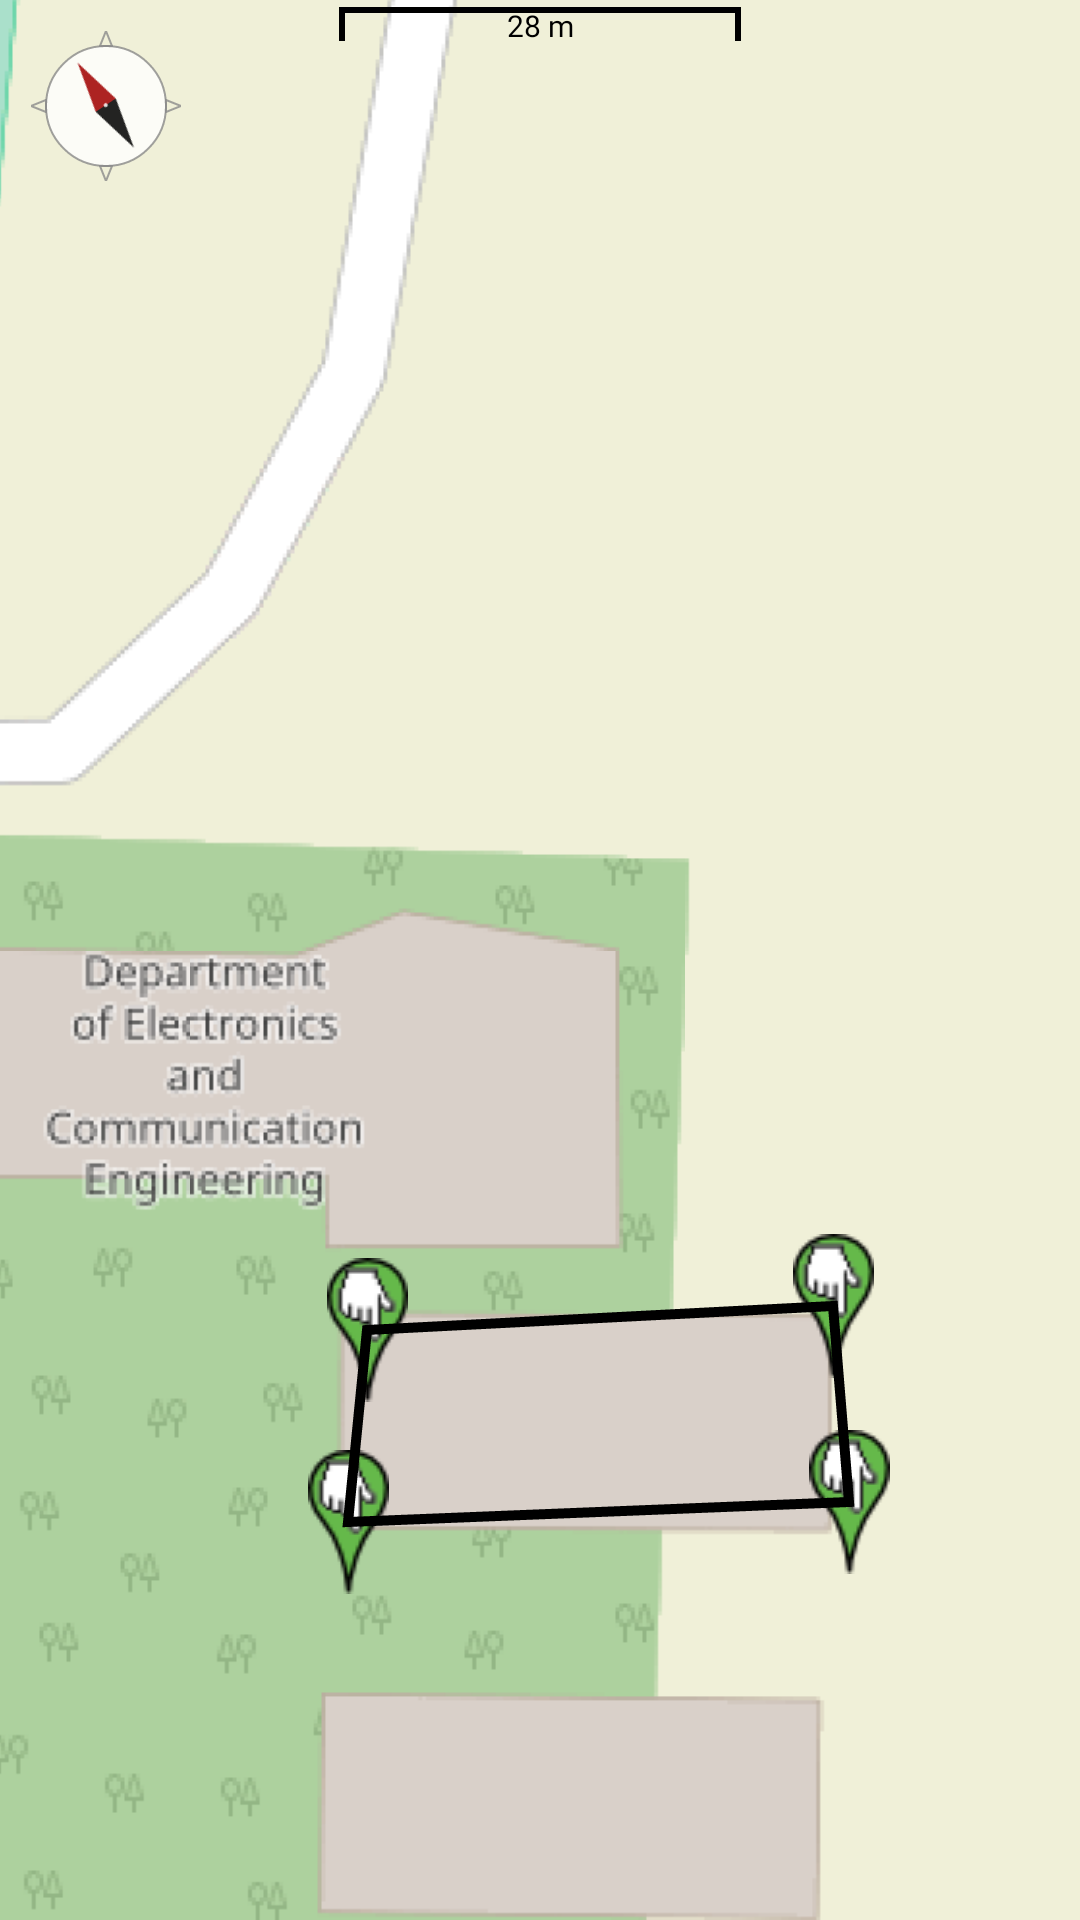 28 m
Department
of Electronics
and
Communication
Engineering